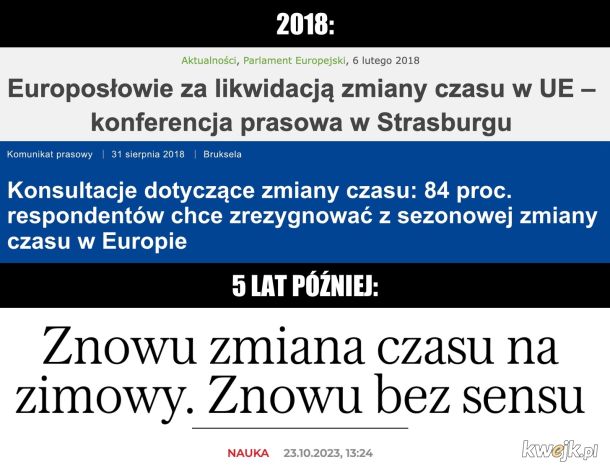 2018:
Aktualności, Parlament Europejski, 6 lutego 2018
Europosłowie za likwidacją zmiany czasu w UE –
konferencja prasowa w Strasburgu
Komunikat prasowy | 31 sierpnia 2018 | Bruksela
Konsultacje dotyczące zmiany czasu: 84 proc.
respondentów chce zrezygnować z sezonowej zmiany
czasu w Europie
5 LAT PÓŹNIEJ:
Znowu zmiana czasu na
zimowy. Znowu bez sensu
NAUKA 23.10.2023, 13:24
kwejk.pl